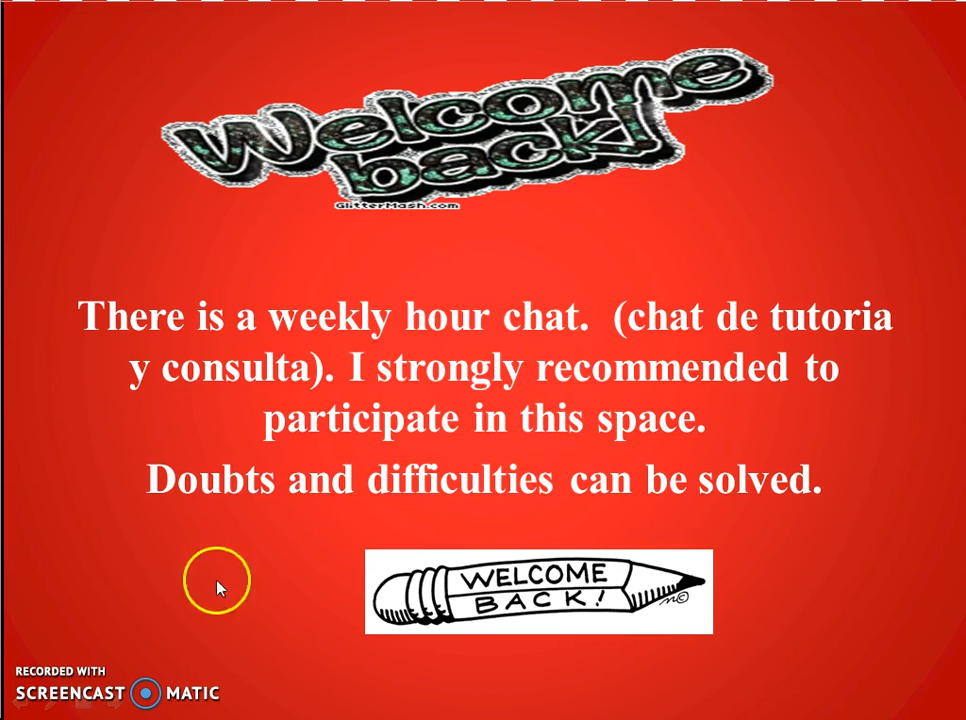 Welcome
back!
GlitterMash.com
There is a weekly hour chat.  (chat de tutoria
y consulta). I strongly recommended to
participate in this space.
Doubts and difficulties can be solved.
WELCOME
BACK!
RECORDED WITH
SCREENCAST MATIC